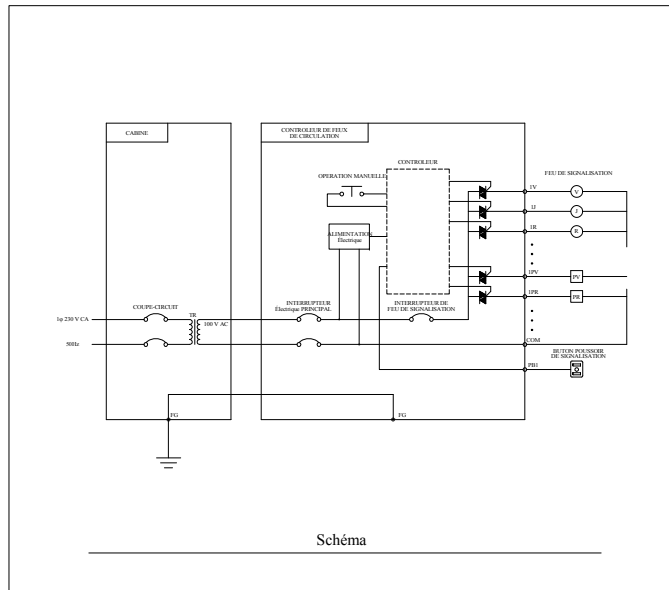 CABINE
CONTROLEUR DE FEUX
DE CIRCULATION
CONTROLEUR
FEU DE SIGNALISATION
OPERATION MANUELLE
1V
V
1J
J
1R
R
ALIMENTATION
Électrique
1PV
PV
1PR
PR
COUPE-CIRCUIT
TR
INTERRUPTEUR
Électrique PRINCIPAL
INTERRUPTEUR DE
FEU DE SIGNALISATION
1φ 230 V CA
100 V AC
50Hz
COM
BUTON POUSSOIR
DE SIGNALISATION
PB1
FG
FG
Schéma